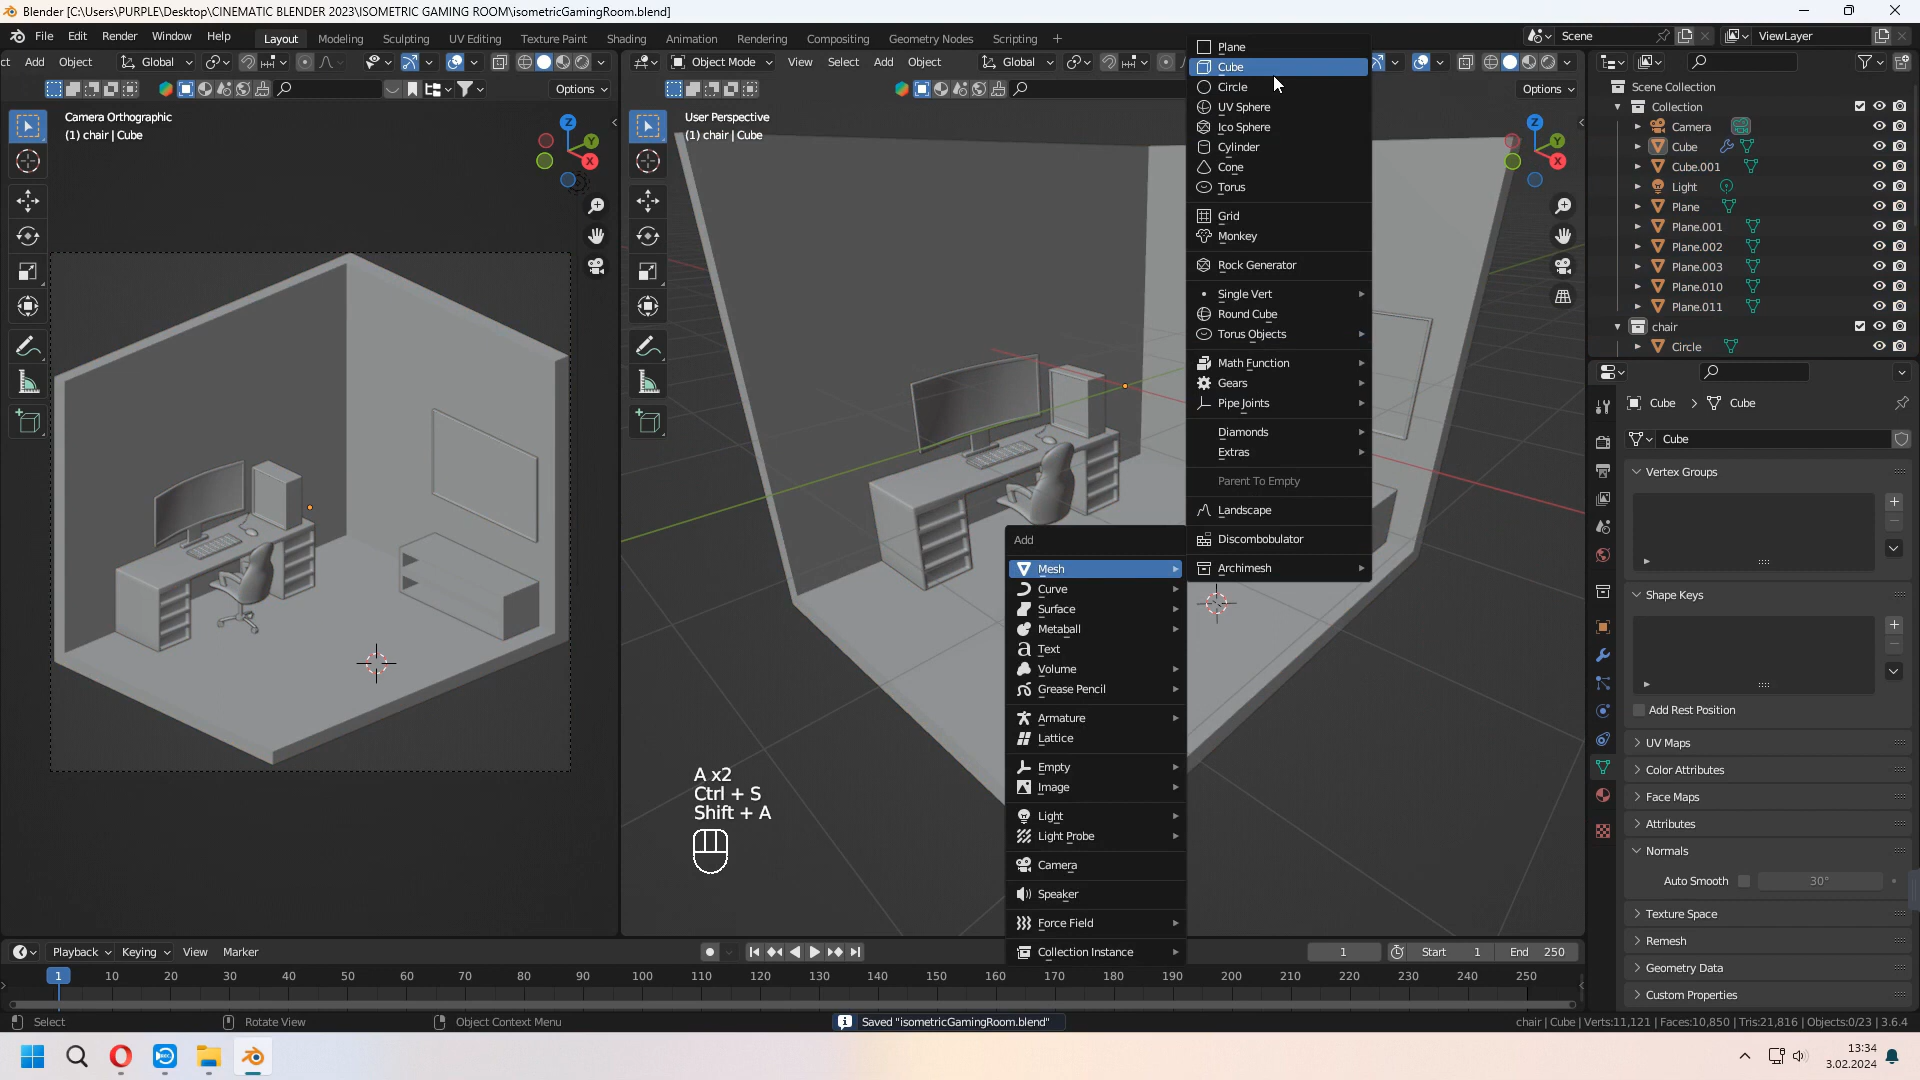 Blender [C:\Users\PURPLE\Desktop\CINEMATIC BLENDER 2023\ISOMETRIC GAMING ROOM\isometricGamingRoom.blend]
File Edit Render Window Help Layout Modeling Sculpting UV Editing Texture Paint Shading Animation Rendering Compositing Geometry Nodes Scripting + Scene ViewLayer
ct Add Object Global Object Mode View Select Add Object Global
Options Options
Camera Orthographic
(1) chair | Cube
Z
Y
X
User Perspective
(1) chair | Cube
Z
Y
X
A x2
Ctrl + S
Shift + A
Add
Mesh
Curve
Surface
Metaball
Text
Volume
Grease Pencil
Armature
Lattice
Empty
Image
Light
Light Probe
Camera
Speaker
Force Field
Collection Instance
Plane
Cube
Circle
UV Sphere
Ico Sphere
Cylinder
Cone
Torus
Grid
Monkey
Rock Generator
Single Vert
Round Cube
Torus Objects
Math Function
Gears
Pipe Joints
Diamonds
Extras
Parent To Empty
Landscape
Discombobulator
Archimesh
Scene Collection
Collection
Camera
Cube
Cube.001
Light
Plane
Plane.001
Plane.002
Plane.003
Plane.010
Plane.011
chair
Circle
Cube > Cube
Cube
Vertex Groups
Shape Keys
Add Rest Position
UV Maps
Color Attributes
Face Maps
Attributes
Normals
Auto Smooth 30°
Texture Space
Remesh
Geometry Data
Custom Properties
Playback Keying View Marker 1 Start 1 End 250
1 10 20 30 40 50 60 70 80 90 100 110 120 130 140 150 160 170 180 190 200 210 220 230 240 250
Select Rotate View Object Context Menu Saved "isometricGamingRoom.blend" chair | Cube | Verts:11,121 | Faces:10,850 | Tris:21,816 | Objects:0/23 | 3.6.4
13:34
3.02.2024